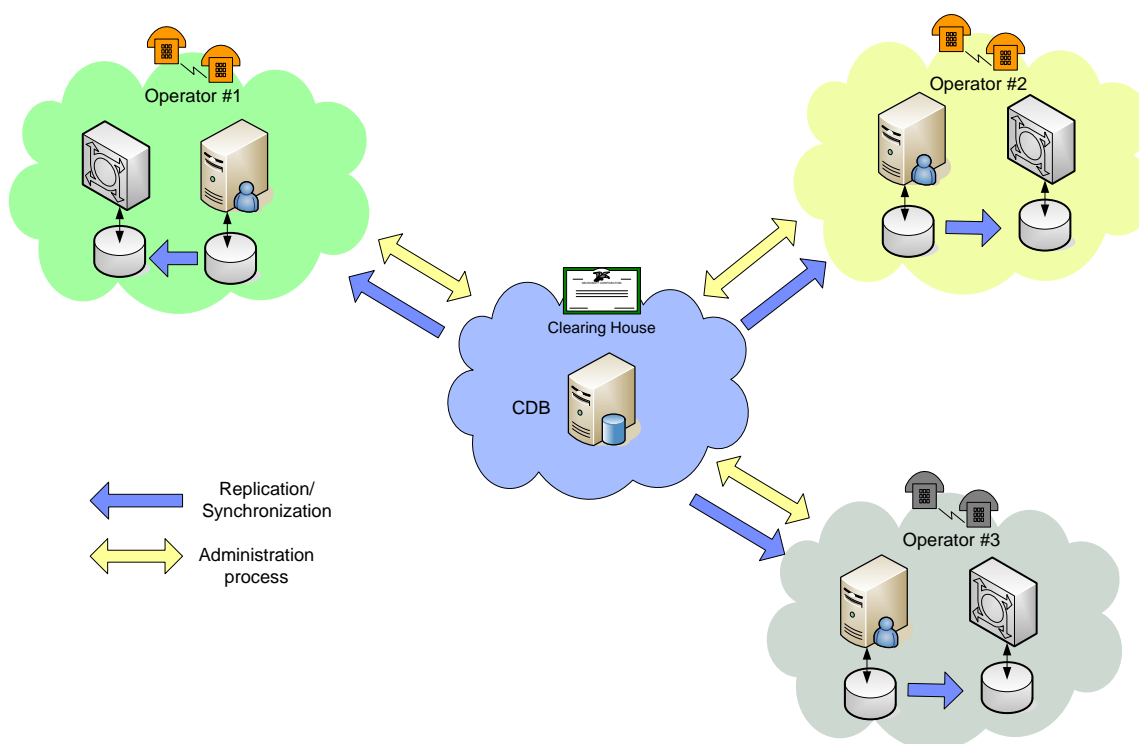 Operator #1
Operator #2
Clearing House
CDB
Replication/
Synchronization
Administration
process
Operator #3